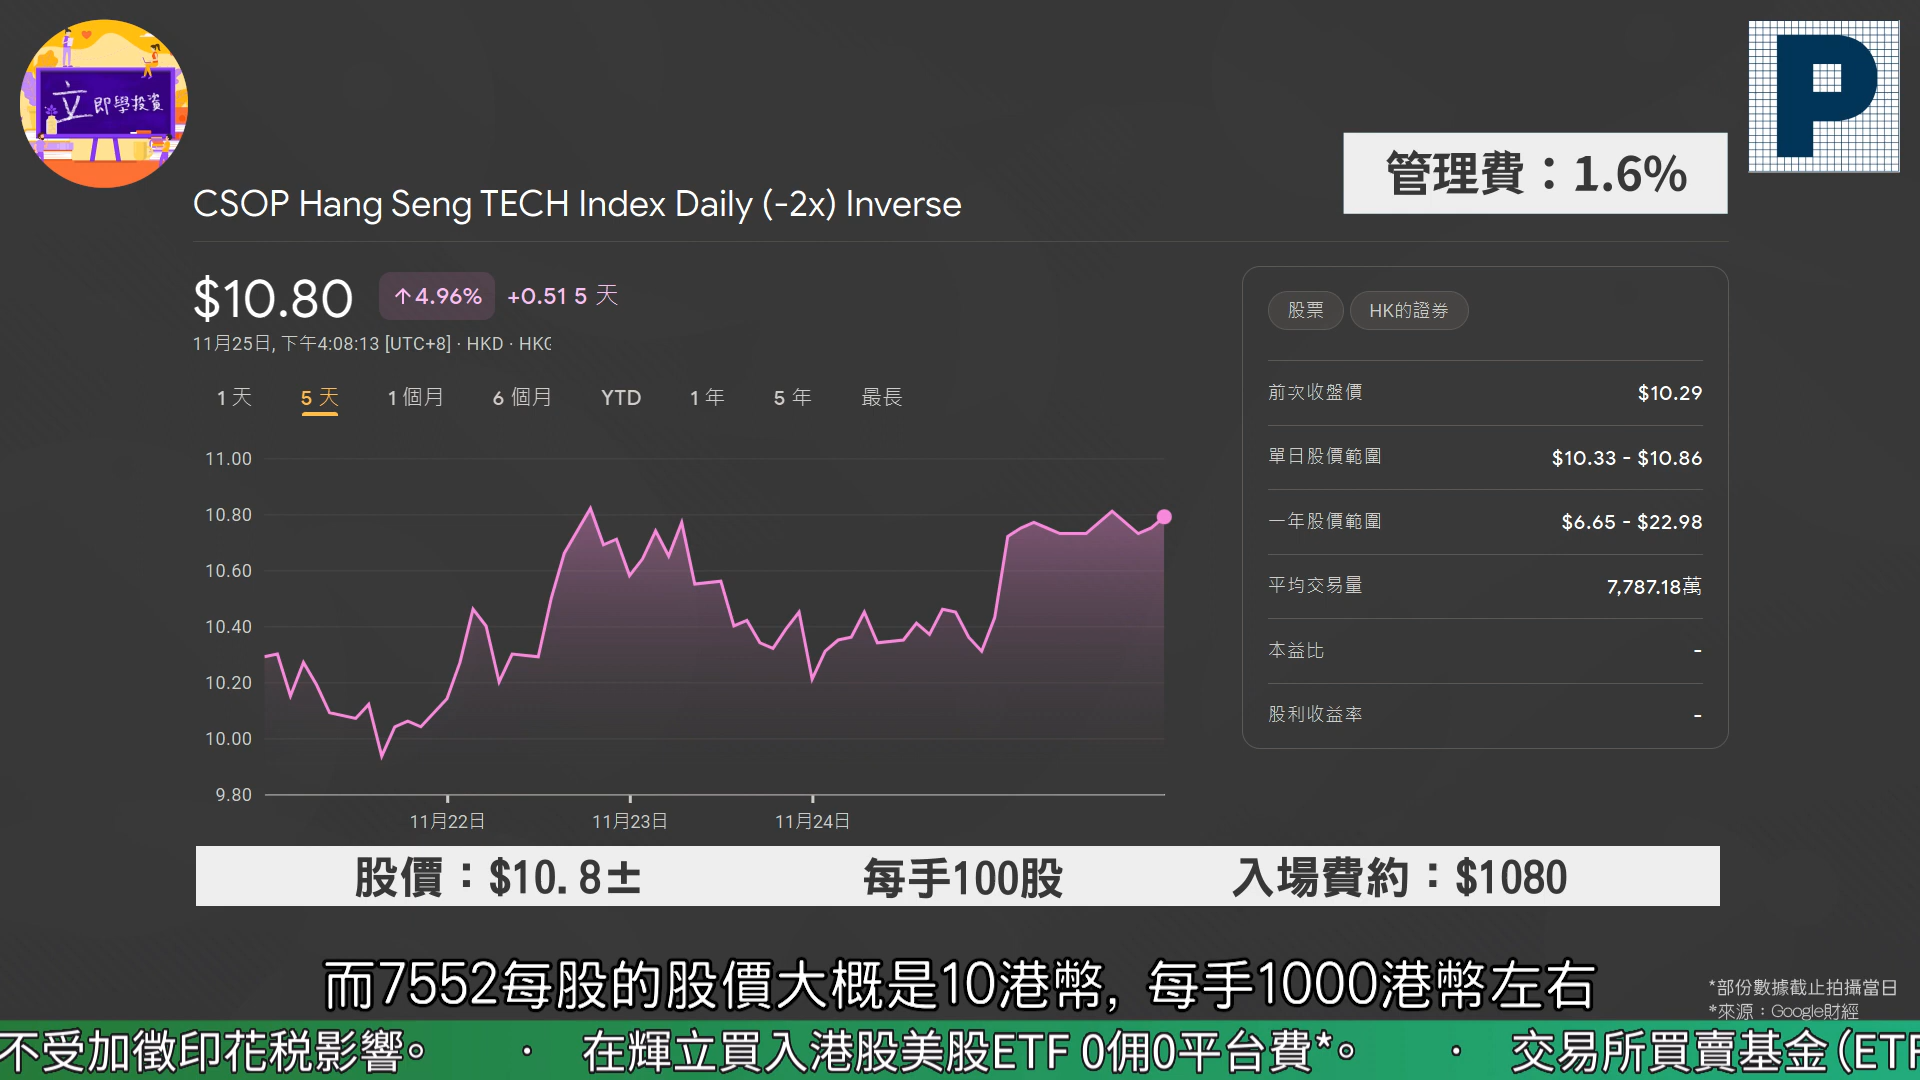 立即學投資
P
管理費：1.6%
CSOP Hang Seng TECH Index Daily (-2x) Inverse
$10.80 ↑4.96% +0.51 5 天
11月25日, 下午4:08:13 [UTC+8] · HKD · HK
1 天 5 天 1 個月 6 個月 YTD 1 年 5 年 最長
11.00
10.80
10.60
10.40
10.20
10.00
9.80
11月22日 11月23日 11月24日
股票 HK的證券
前次收盤價 $10.29
單日股價範圍 $10.33 - $10.86
一年股價範圍 $6.65 - $22.98
平均交易量 7,787.18萬
本益比 -
股利收益率 -
股價：$10.8± 每手100股 入場費約：$1080
而7552每股的股價大概是10港幣, 每手1000港幣左右
*部份數據截止拍攝當日
*來源：Google財經
不受加徵印花税影響。 · 在輝立買入港股美股ETF 0佣0平台費*。 · 交易所買賣基金(ETF